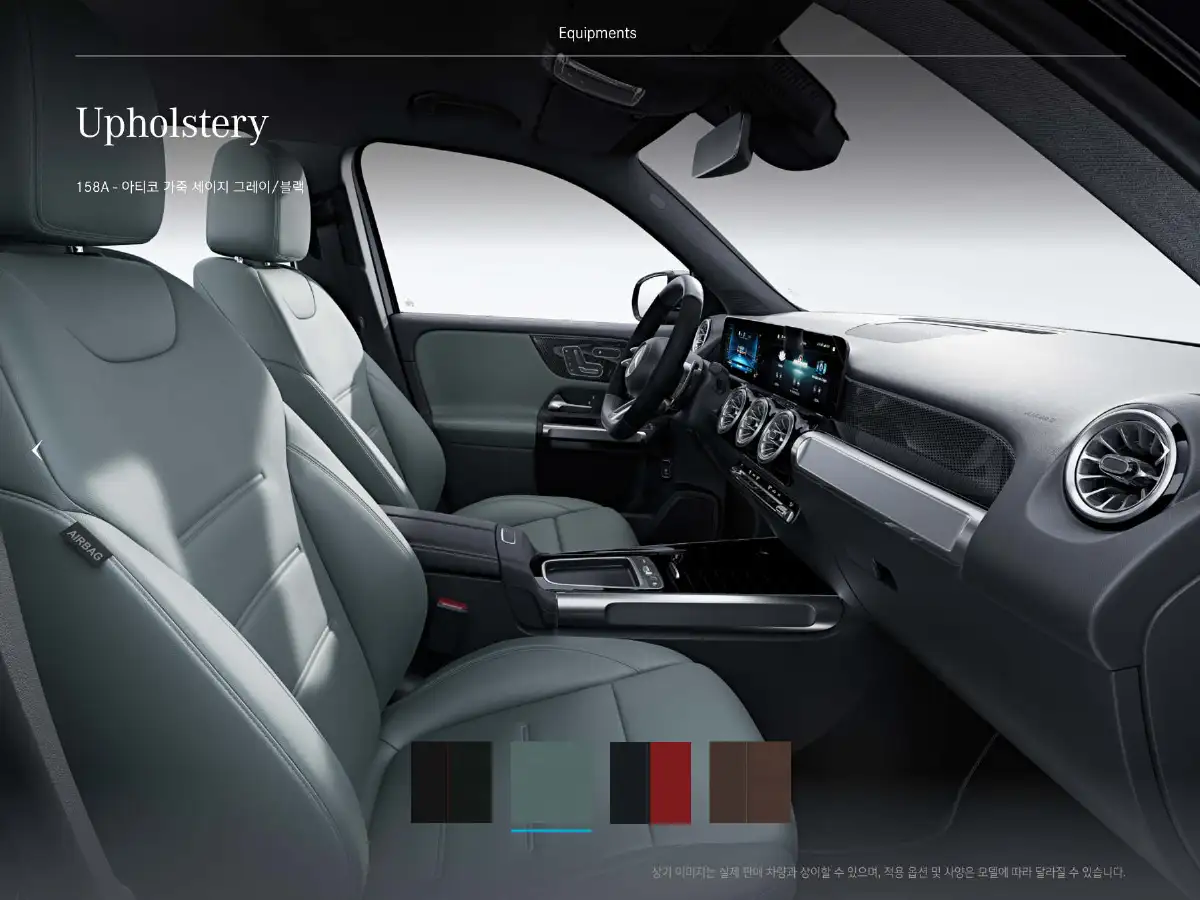 Equipments
Upholstery
158A - 아티코 가죽 세이지 그레이/블랙
AIRBAG
상기 이미지는 실제 판매 차량과 상이할 수 있으며, 적용 옵션 및 사양은 모델에 따라 달라질 수 있습니다.